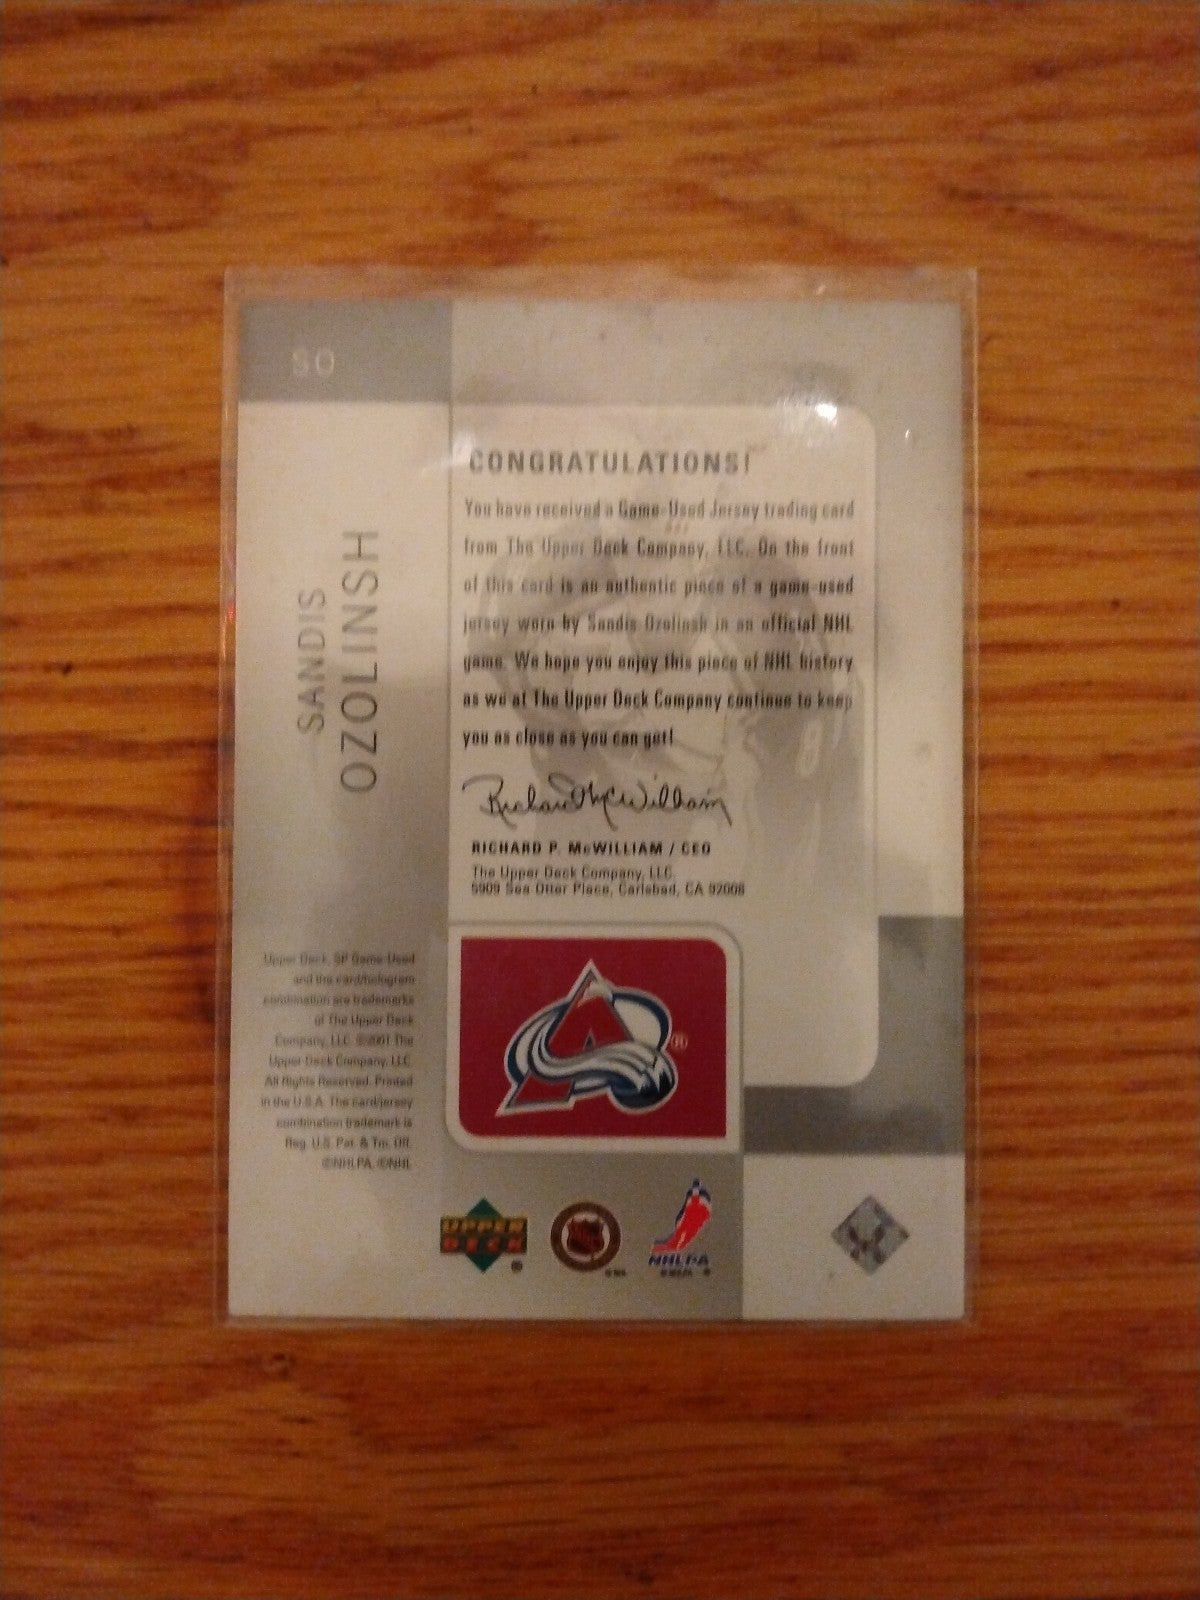 SO
SANDIS
OZOLINSH
CONGRATULATIONS!
You have received a Game-Used Jersey trading card
from The Upper Deck Company, LLC. On the front
of this card is an authentic piece of a game-used
jersey worn by Sandis Ozolinsh in an official NHL
game. We hope you enjoy this piece of NHL history
as we at The Upper Deck Company continue to keep
you as close as you can get!
Richard McWilliam
RICHARD P. McWILLIAM / CEO
The Upper Deck Company, LLC.
5909 Sea Otter Place, Carlsbad, CA 92008
Upper Deck, SP Game-Used
and the card/hologram
combination are trademarks
of The Upper Deck
Company, LLC. ©2001 The
Upper Deck Company, LLC.
All Rights Reserved. Printed
in the U.S.A. The card/jersey
combination trademark is
Reg. U.S. Pat. & Tm. Off.
©NHLPA, ©NHL
A
®
UPPER
DECK
®
NHL
NHLPA